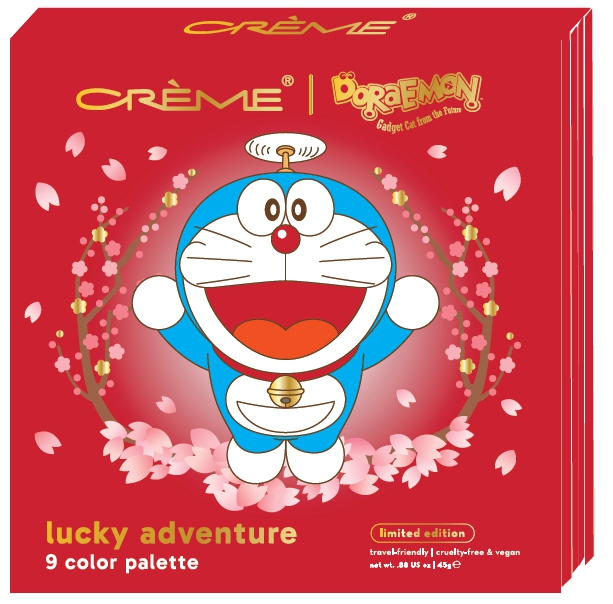 CRÈME®
CRÈME® | DORAEMON
Gadget Cat from the Future
lucky adventure
9 color palette
limited edition
travel-friendly | cruelty-free & vegan
net wt. .88 US oz | 45g℮